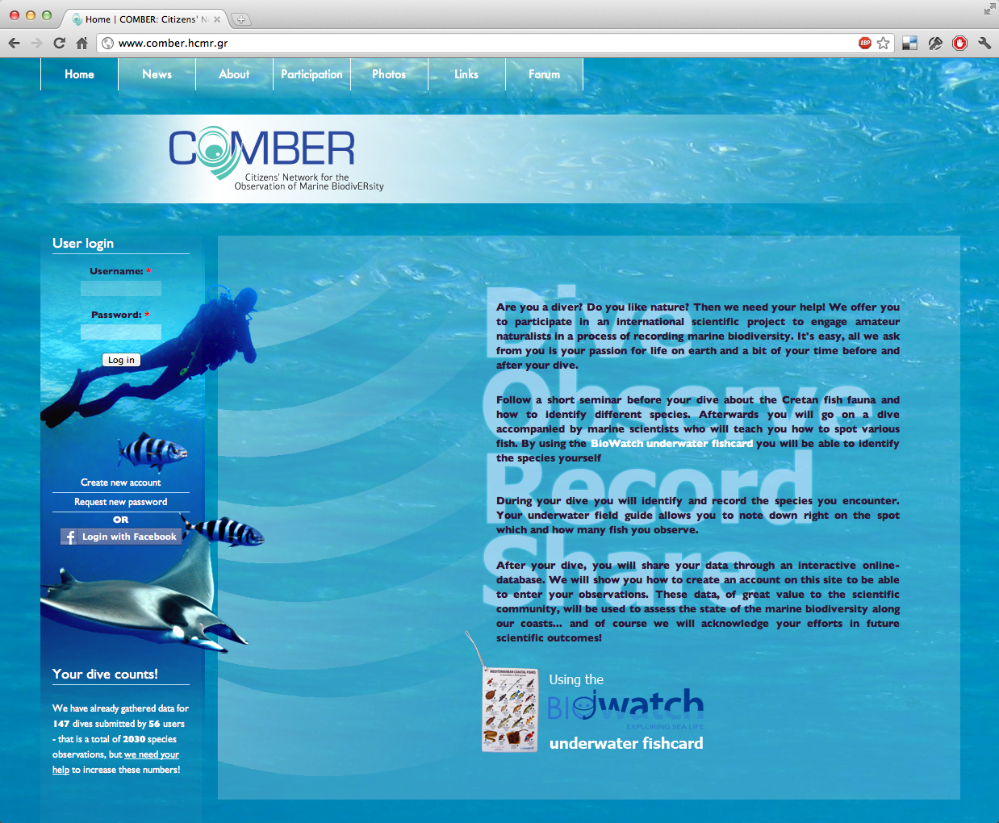 Home | COMBER: Citizens' Ne
www.comber.hcmr.gr
ABP
Home News About Participation Photos Links Forum
COMBER
Citizens' Network for the
Observation of Marine BiodivERsity
User login
Username: *
Password: *
Log in
Create new account
Request new password
OR
f Login with Facebook
Your dive counts!
We have already gathered data for
147 dives submitted by 56 users
- that is a total of 2030 species
observations, but we need your
help to increase these numbers!
Dive
Are you a diver? Do you like nature? Then we need your help! We offer you
to participate in an international scientific project to engage amateur
naturalists in a process of recording marine biodiversity. It's easy, all we ask
from you is your passion for life on earth and a bit of your time before and
after your dive.
Observe
Follow a short seminar before your dive about the Cretan fish fauna and
how to identify different species. Afterwards you will go on a dive
accompanied by marine scientists who will teach you how to spot various
fish. By using the BioWatch underwater fishcard you will be able to identify
the species yourself
Record
During your dive you will identify and record the species you encounter.
Your underwater field guide allows you to note down right on the spot
which and how many fish you observe.
Share
After your dive, you will share your data through an interactive online-
database. We will show you how to create an account on this site to be able
to enter your observations. These data, of great value to the scientific
community, will be used to assess the state of the marine biodiversity along
our coasts... and of course we will acknowledge your efforts in future
scientific outcomes!
MEDITERRANEAN COASTAL FISHES
Using the
BIOwatch
EXPLORING SEA LIFE
underwater fishcard